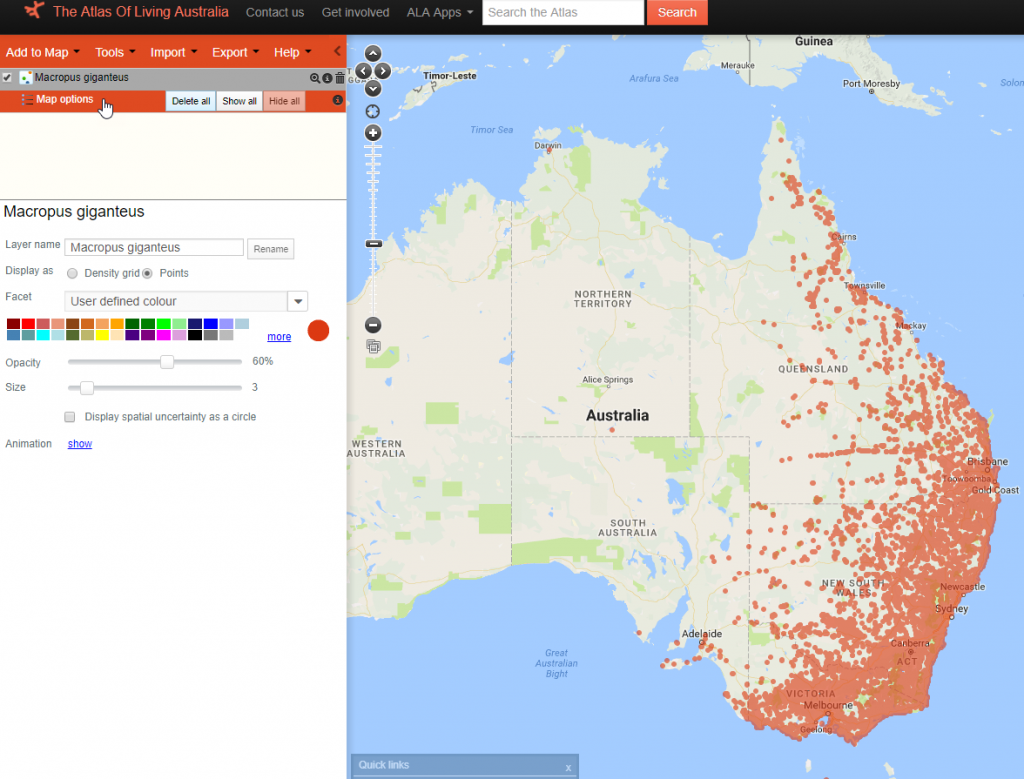 The Atlas Of Living Australia Contact us Get involved ALA Apps Search the Atlas Search
Add to Map Tools Import Export Help
Macropus giganteus
Map options Delete all Show all Hide all
Macropus giganteus
Layer name Macropus giganteus Rename
Display as Density grid Points
Facet User defined colour
more
Opacity 60%
Size 3
Display spatial uncertainty as a circle
Animation show
Guinea
Merauke
Timor-Leste
Arafura Sea
Port Moresby
Timor Sea
Darwin
Cairns
Townsville
NORTHERN
TERRITORY
Mackay
QUEENSLAND
Alice Springs
Australia
WESTERN
AUSTRALIA
Brisbane
Toowoomba
Gold Coast
SOUTH
AUSTRALIA
NEW SOUTH
WALES
Newcastle
Sydney
Adelaide
Canberra
ACT
Great
Australian
Bight
VICTORIA
Melbourne
Geelong
Quick links x